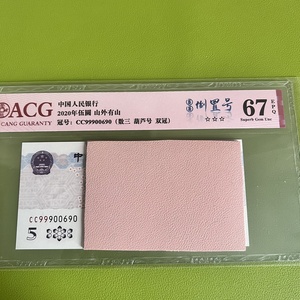 ACG
CANG GUARANTY
中国人民银行
2020年伍圆 山外有山
冠号：CC99900690（数三 葫芦号 双冠）
倒置号
☆☆☆
67 EPQ
Superb Gem Unc
中
CC99900690
5